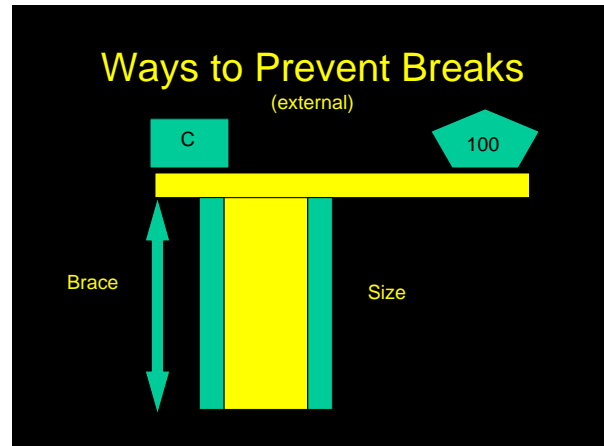 Ways to Prevent Breaks
(external)
C
100
Brace
Size